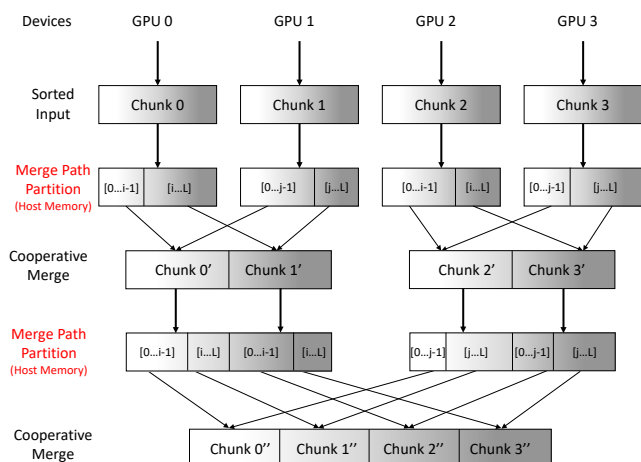 Devices GPU 0 GPU 1 GPU 2 GPU 3
Sorted
Input
Chunk 0 Chunk 1 Chunk 2 Chunk 3
Merge Path
Partition
(Host Memory)
[0...i-1] [i...L] [0...j-1] [j...L] [0...i-1] [i...L] [0...j-1] [j...L]
Cooperative
Merge
Chunk 0' Chunk 1' Chunk 2' Chunk 3'
Merge Path
Partition
(Host Memory)
[0...i-1] [i...L] [0...i-1] [i...L] [0...j-1] [j...L] [0...j-1] [j...L]
Cooperative
Merge
Chunk 0'' Chunk 1'' Chunk 2'' Chunk 3''